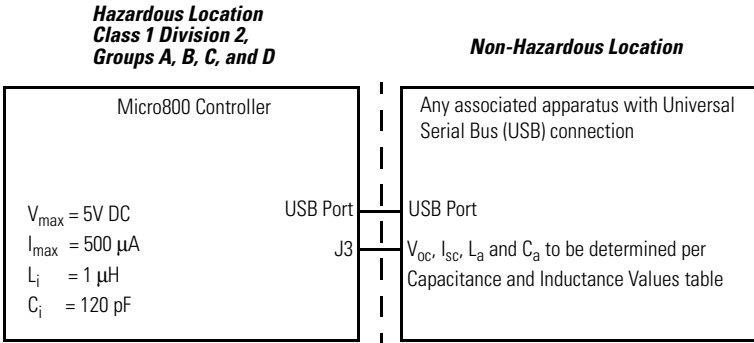 Hazardous Location
Class 1 Division 2,
Groups A, B, C, and D
Non-Hazardous Location
Micro800 Controller
Any associated apparatus with Universal
Serial Bus (USB) connection
USB Port
USB Port
Vmax = 5V DC
Imax = 500 μA
Li = 1 μH
Ci = 120 pF
J3
Voc, Isc, La and Ca to be determined per
Capacitance and Inductance Values table